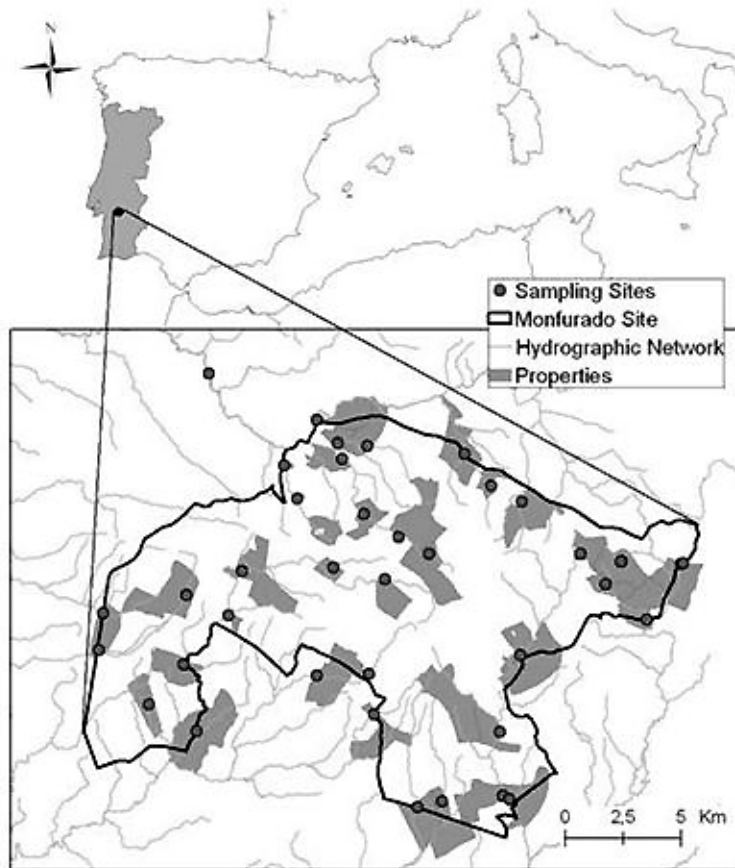 N
Sampling Sites
Monfurado Site
Hydrographic Network
Properties
0 2,5 5 Km